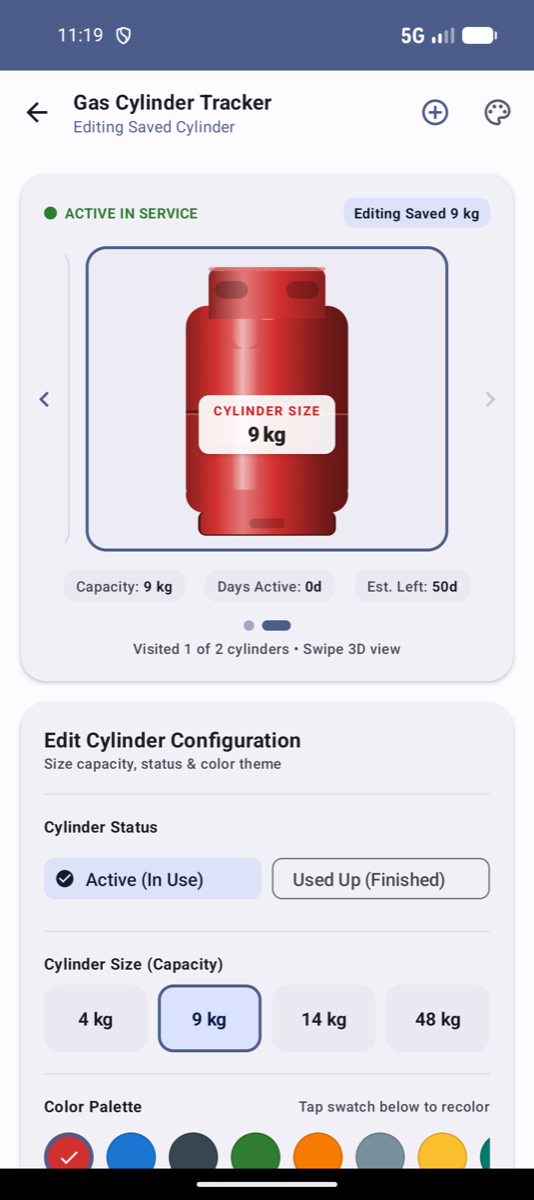 11:19
5G
Gas Cylinder Tracker
Editing Saved Cylinder
ACTIVE IN SERVICE
Editing Saved 9 kg
CYLINDER SIZE
9 kg
Capacity: 9 kg
Days Active: 0d
Est. Left: 50d
Visited 1 of 2 cylinders • Swipe 3D view
Edit Cylinder Configuration
Size capacity, status & color theme
Cylinder Status
Active (In Use)
Used Up (Finished)
Cylinder Size (Capacity)
4 kg
9 kg
14 kg
48 kg
Color Palette
Tap swatch below to recolor